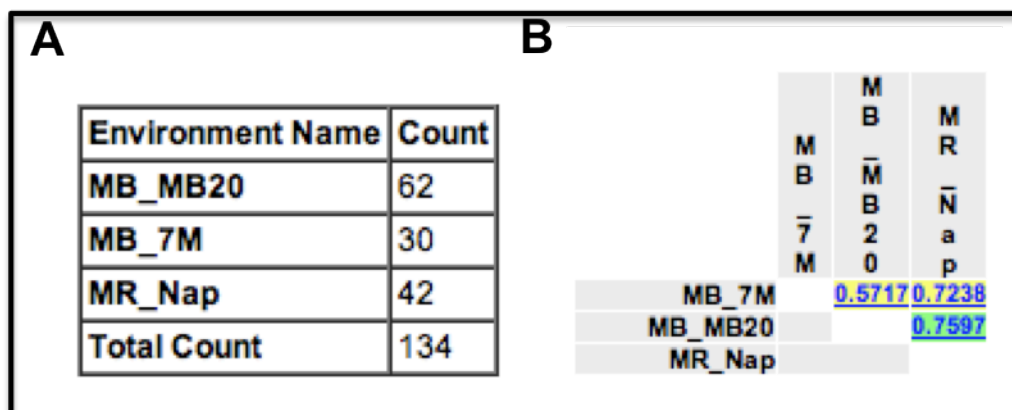 A
Environment Name Count
MB_MB20 62
MB_7M 30
MR_Nap 42
Total Count 134
B
MB_7M MB_MB20 MR_Nap
MB_7M 0.5717 0.7238
MB_MB20 0.7597
MR_Nap